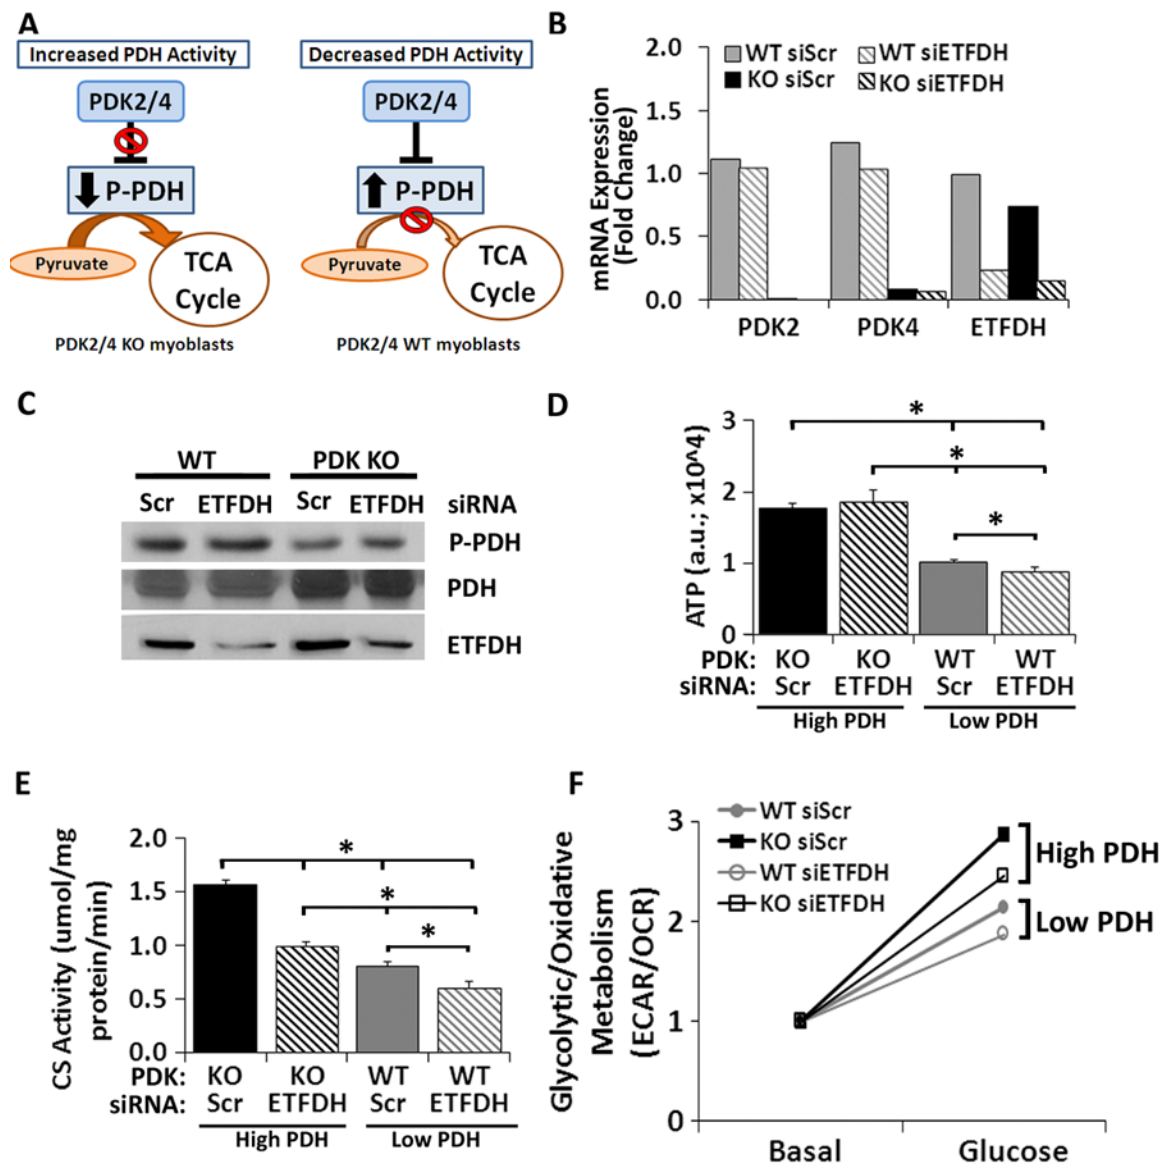 A
Increased PDH Activity
Decreased PDH Activity
PDK2/4
PDK2/4
P-PDH
P-PDH
Pyruvate
TCA
Cycle
Pyruvate
TCA
Cycle
PDK2/4 KO myoblasts
PDK2/4 WT myoblasts
B
WT siScr
WT siETFDH
KO siScr
KO siETFDH
mRNA Expression
(Fold Change)
2.0
1.5
1.0
0.5
0.0
PDK2
PDK4
ETFDH
C
WT
PDK KO
Scr
ETFDH
Scr
ETFDH
siRNA
P-PDH
PDH
ETFDH
D
ATP (a.u.; x10^4)
3
2
1
0
*
*
*
PDK: KO KO WT WT
siRNA: Scr ETFDH Scr ETFDH
High PDH
Low PDH
E
CS Activity (umol/mg
protein/min)
2.0
1.5
1.0
0.5
0.0
*
*
*
PDK: KO KO WT WT
siRNA: Scr ETFDH Scr ETFDH
High PDH
Low PDH
F
WT siScr
KO siScr
WT siETFDH
KO siETFDH
Glycolytic/Oxidative
Metabolism
(ECAR/OCR)
3
2
1
0
High PDH
Low PDH
Basal
Glucose